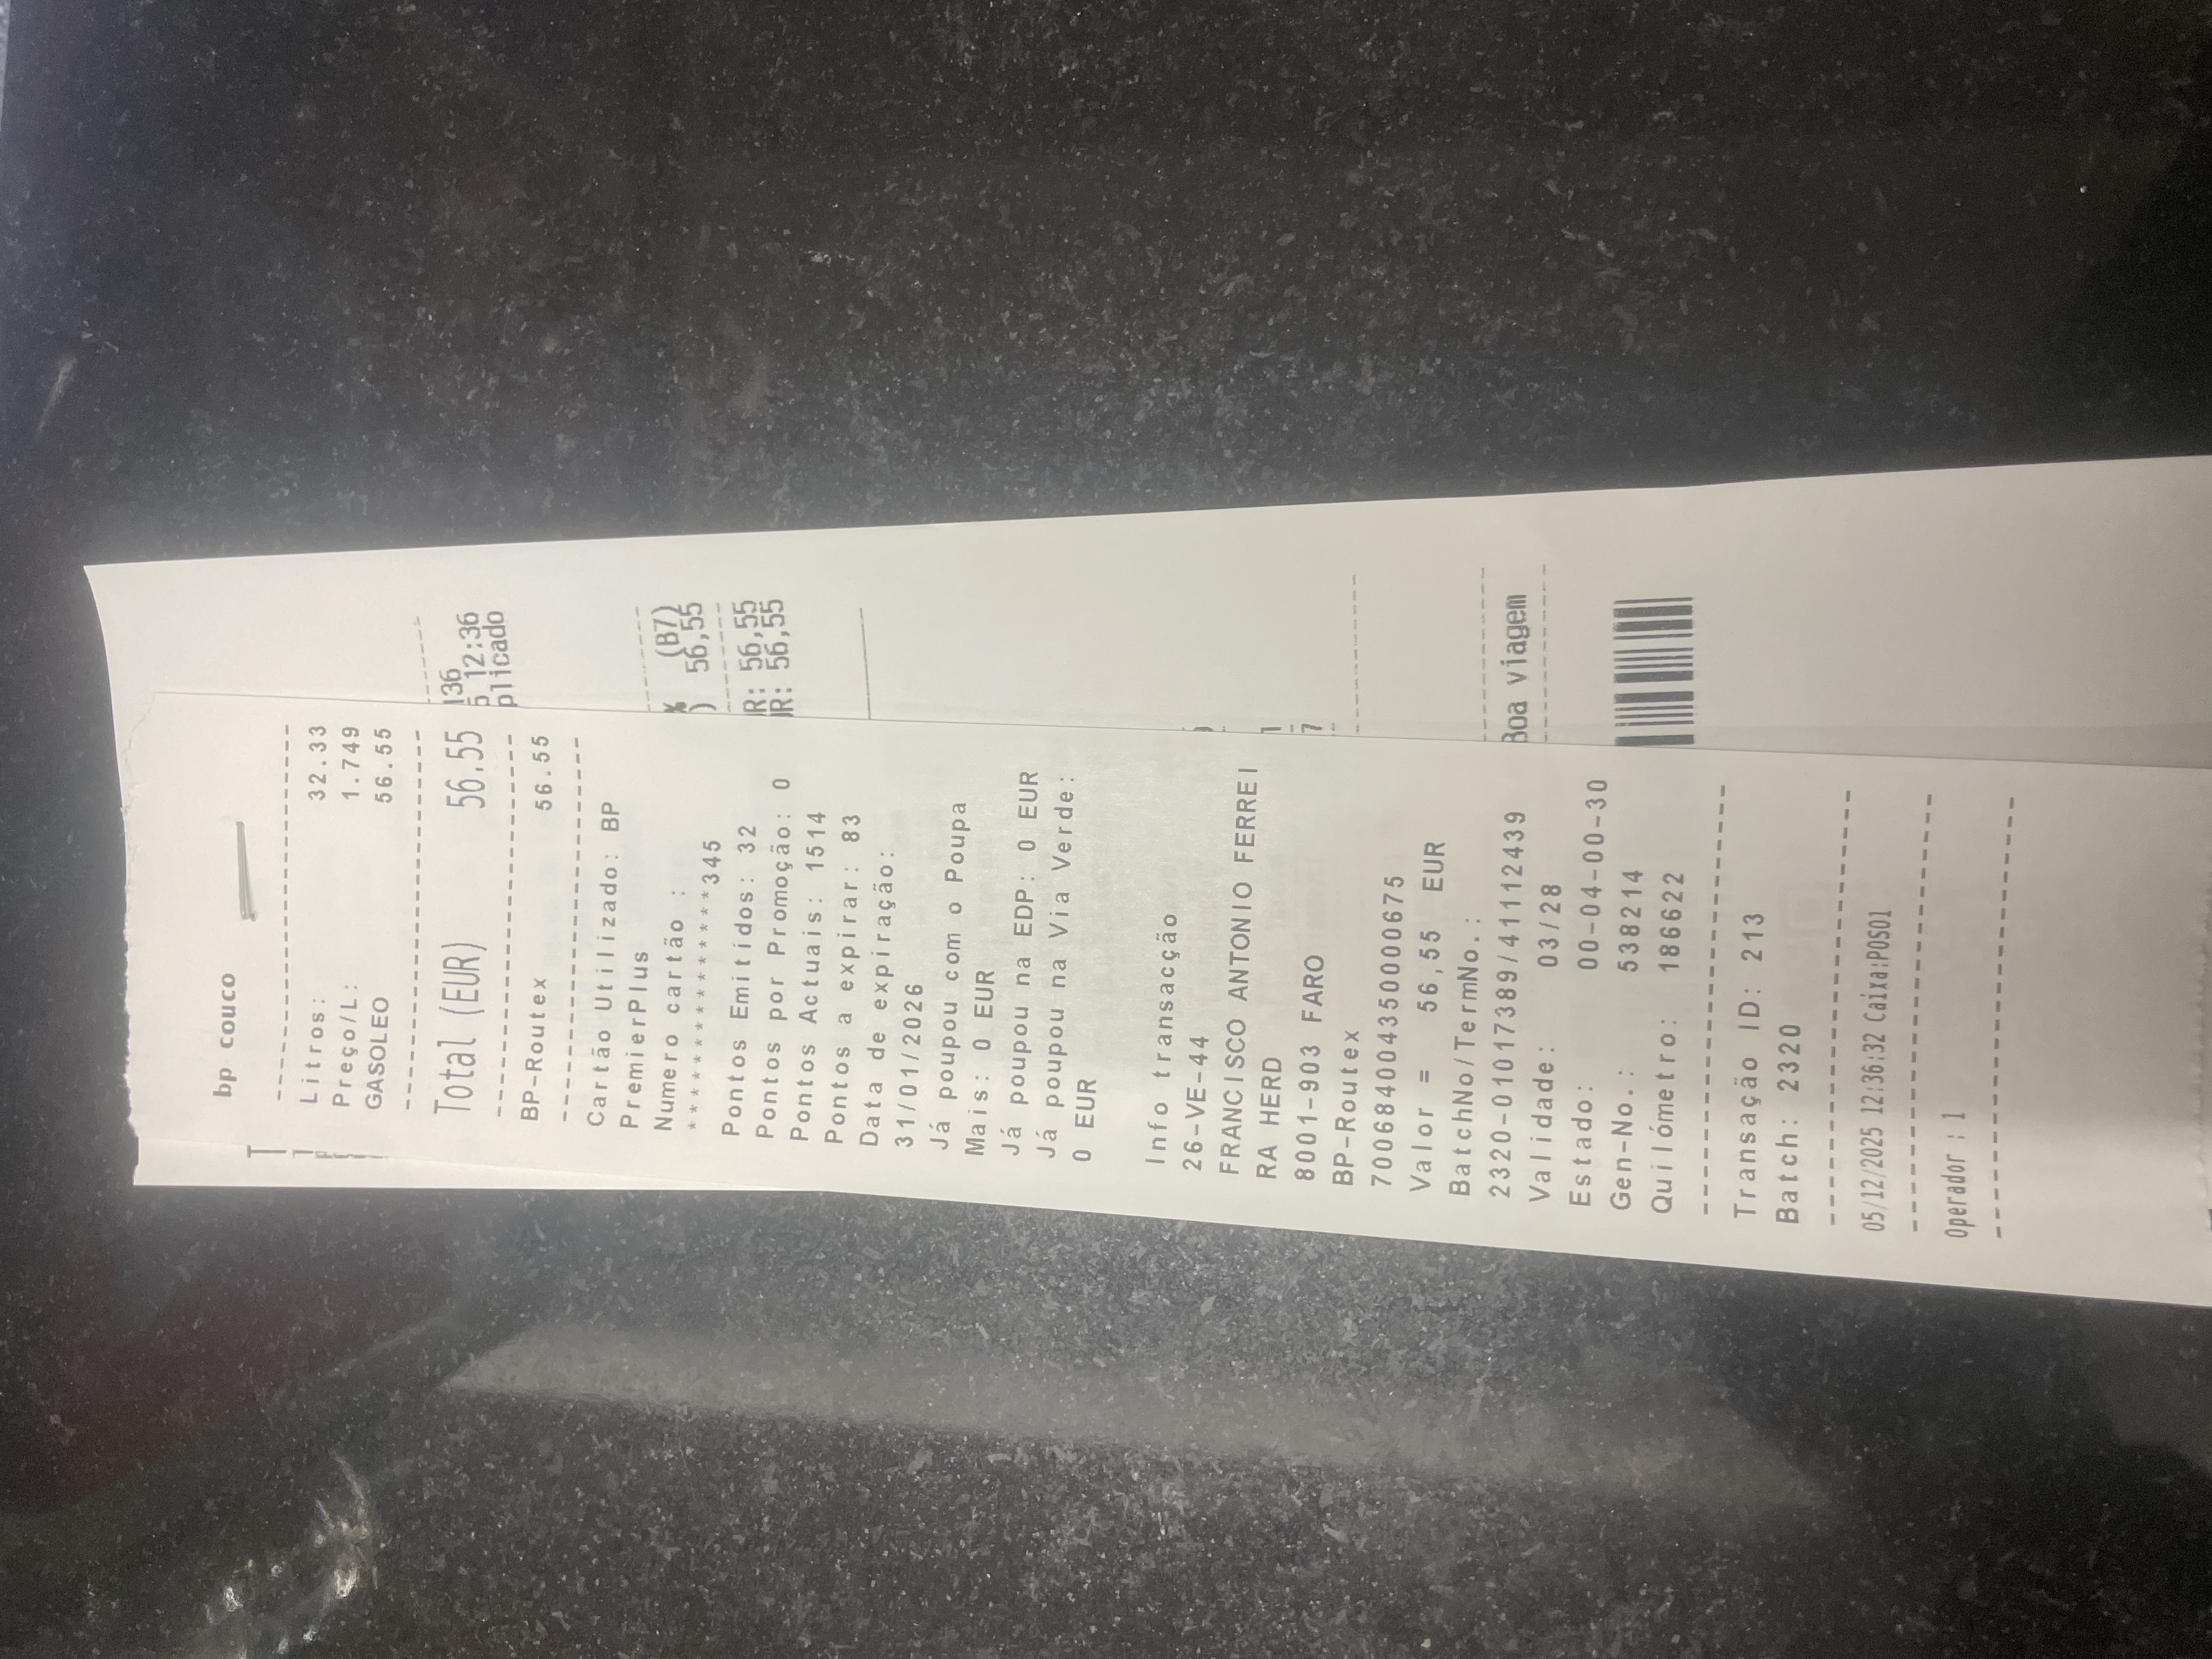 bp couco
Litros: 32.33
Preço/L: 1.749
GASOLEO 56.55
Total (EUR) 56,55
BP-Routex 56.55
Cartão Utilizado: BP
PremierPlus
Numero cartão :
****************345
Pontos Emitidos: 32
Pontos por Promoção: 0
Pontos Actuais: 1514
Pontos a expirar: 83
Data de expiração:
31/01/2026
Já poupou com o Poupa
Mais: 0 EUR
Já poupou na EDP: 0 EUR
Já poupou na Via Verde:
0 EUR
Info transacção
26-VE-44
FRANCISCO ANTONIO FERREI
RA HERD
8001-903 FARO
BP-Routex
700684004350000675
Valor = 56,55 EUR
BatchNo/TermNo.:
2320-01017389/41112439
Validade: 03/28
Estado: 00-04-00-30
Gen-No.: 538214
Quilómetro: 186622
Transação ID: 213
Batch: 2320
05/12/2025 12:36:32 Caixa:POS01
Operador : 1
12:36
plicado
(B7)
56,55
R: 56,55
R: 56,55
Boa viagem